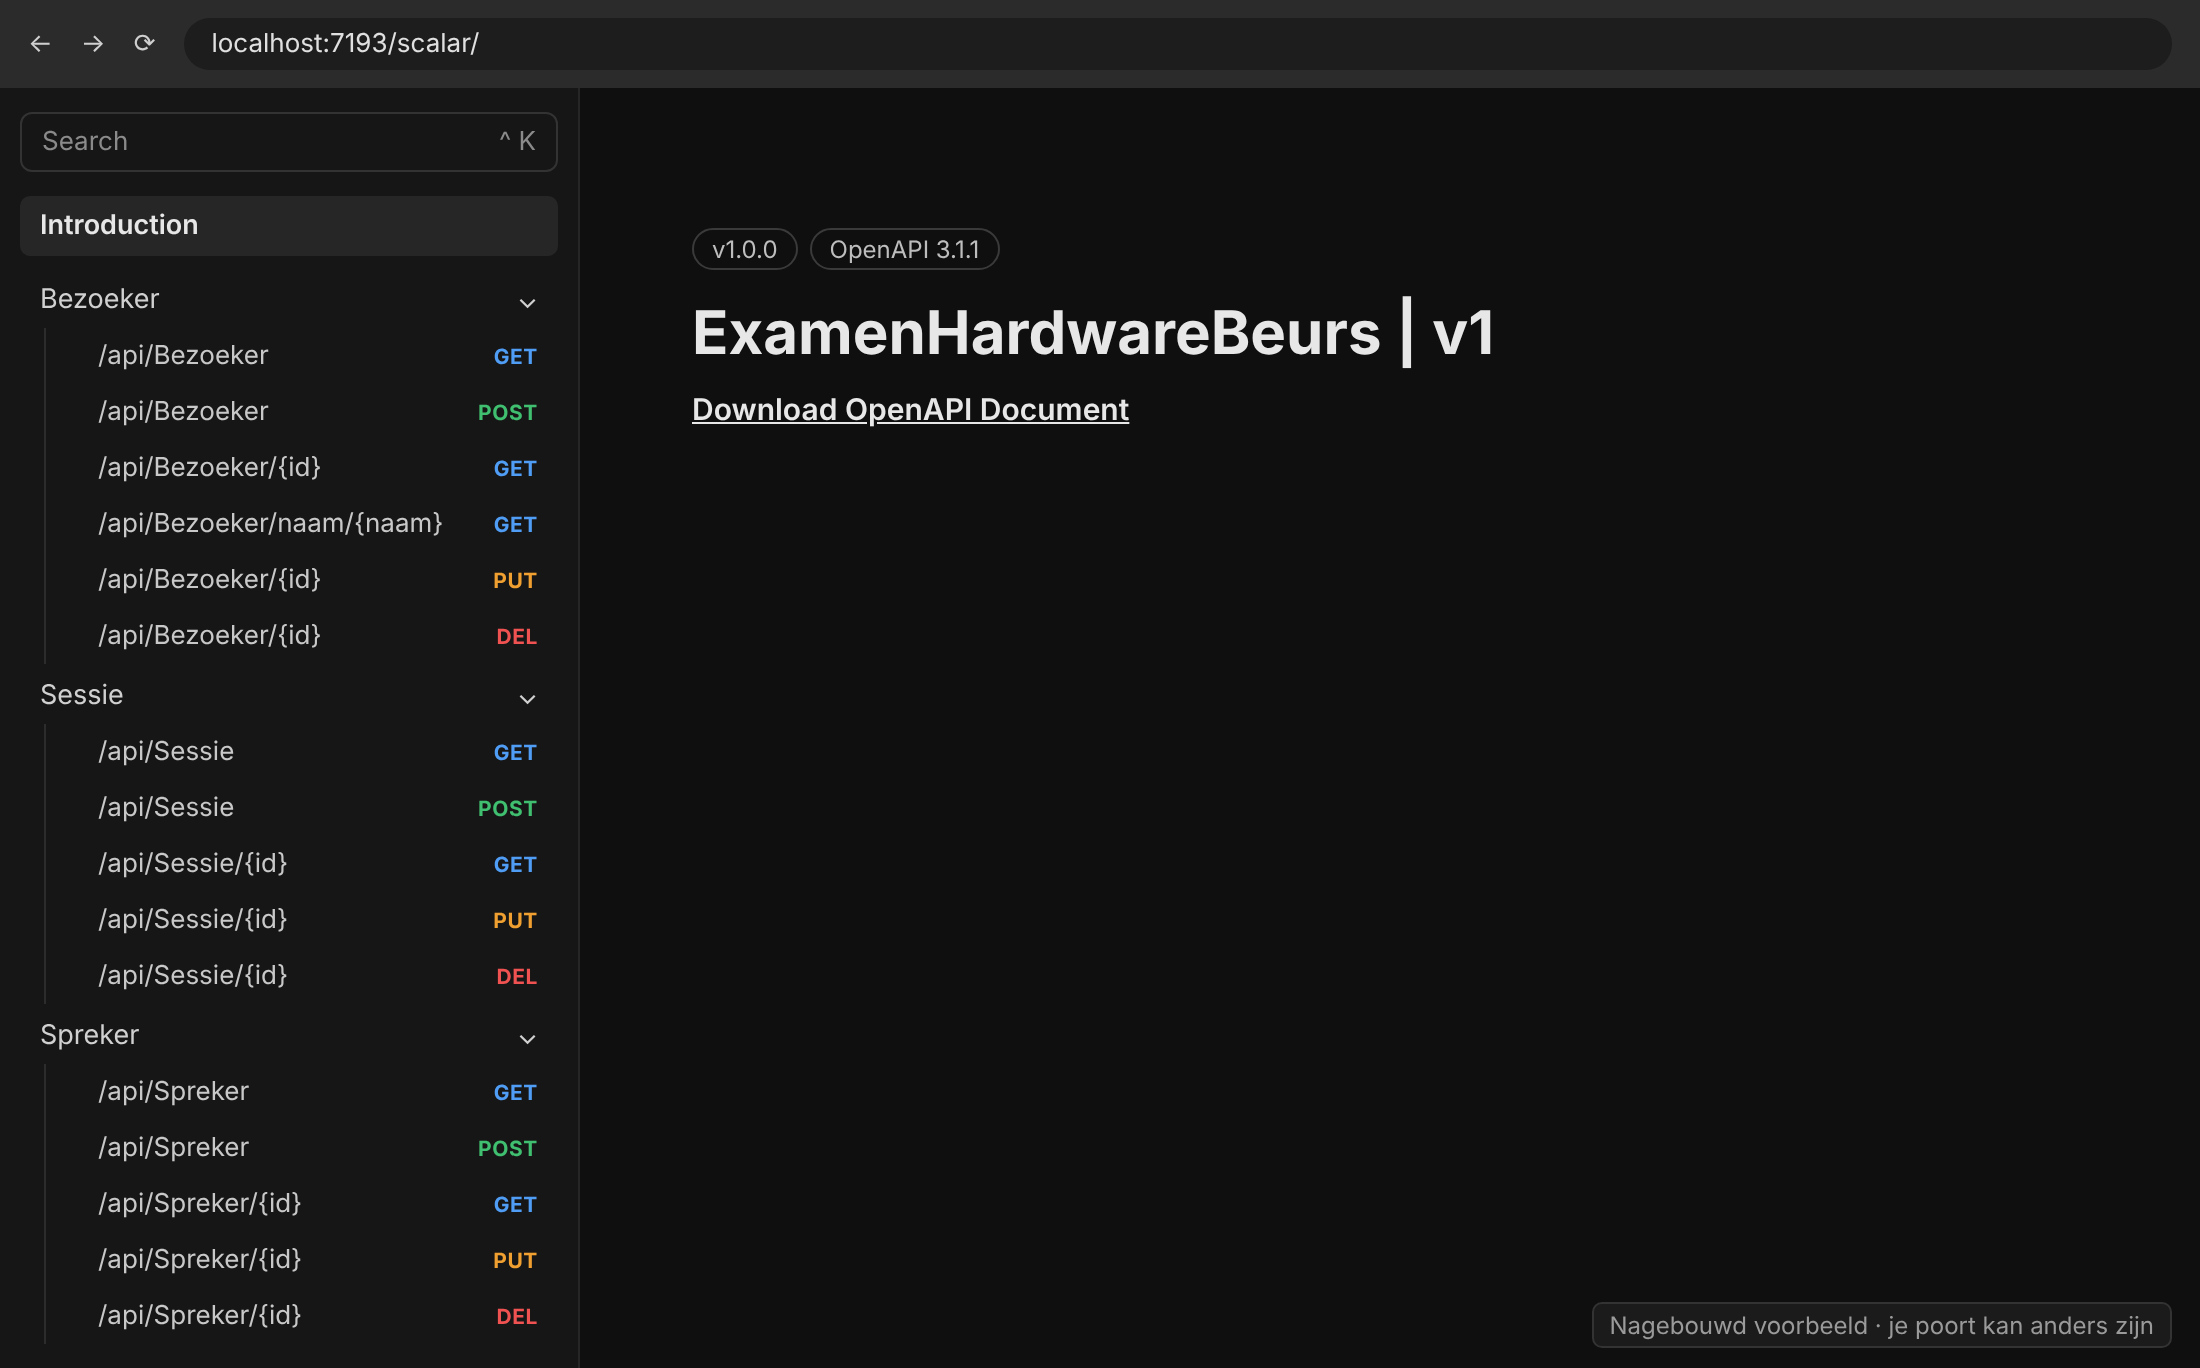 localhost:7193/scalar/
Search ^ K
Introduction
Bezoeker
/api/Bezoeker GET
/api/Bezoeker POST
/api/Bezoeker/{id} GET
/api/Bezoeker/naam/{naam} GET
/api/Bezoeker/{id} PUT
/api/Bezoeker/{id} DEL
Sessie
/api/Sessie GET
/api/Sessie POST
/api/Sessie/{id} GET
/api/Sessie/{id} PUT
/api/Sessie/{id} DEL
Spreker
/api/Spreker GET
/api/Spreker POST
/api/Spreker/{id} GET
/api/Spreker/{id} PUT
/api/Spreker/{id} DEL
v1.0.0 OpenAPI 3.1.1
ExamenHardwareBeurs | v1
Download OpenAPI Document
Nagebouwd voorbeeld · je poort kan anders zijn